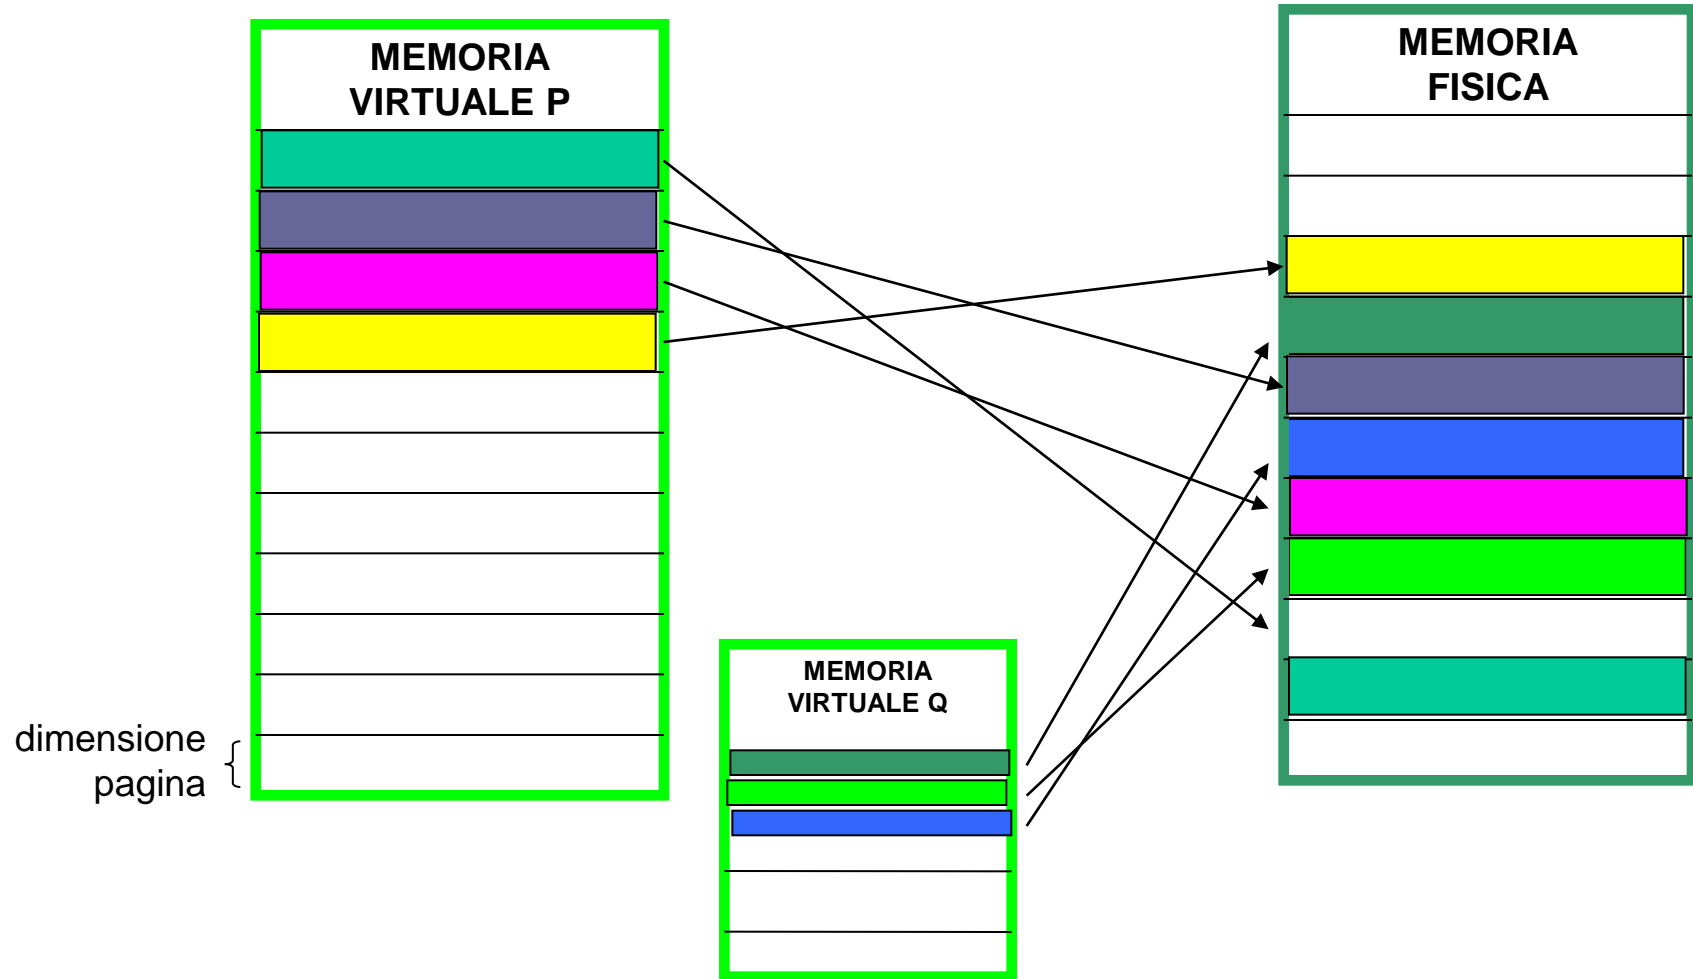 MEMORIA
VIRTUALE P
MEMORIA
FISICA
MEMORIA
VIRTUALE Q
dimensione
pagina